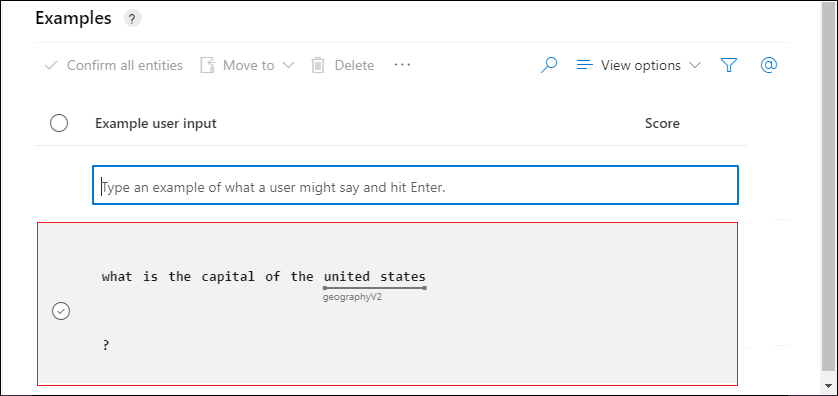 Examples ?
Confirm all entities Move to Delete ...
View options
Example user input Score
Type an example of what a user might say and hit Enter.
what is the capital of the united states
geographyV2
?